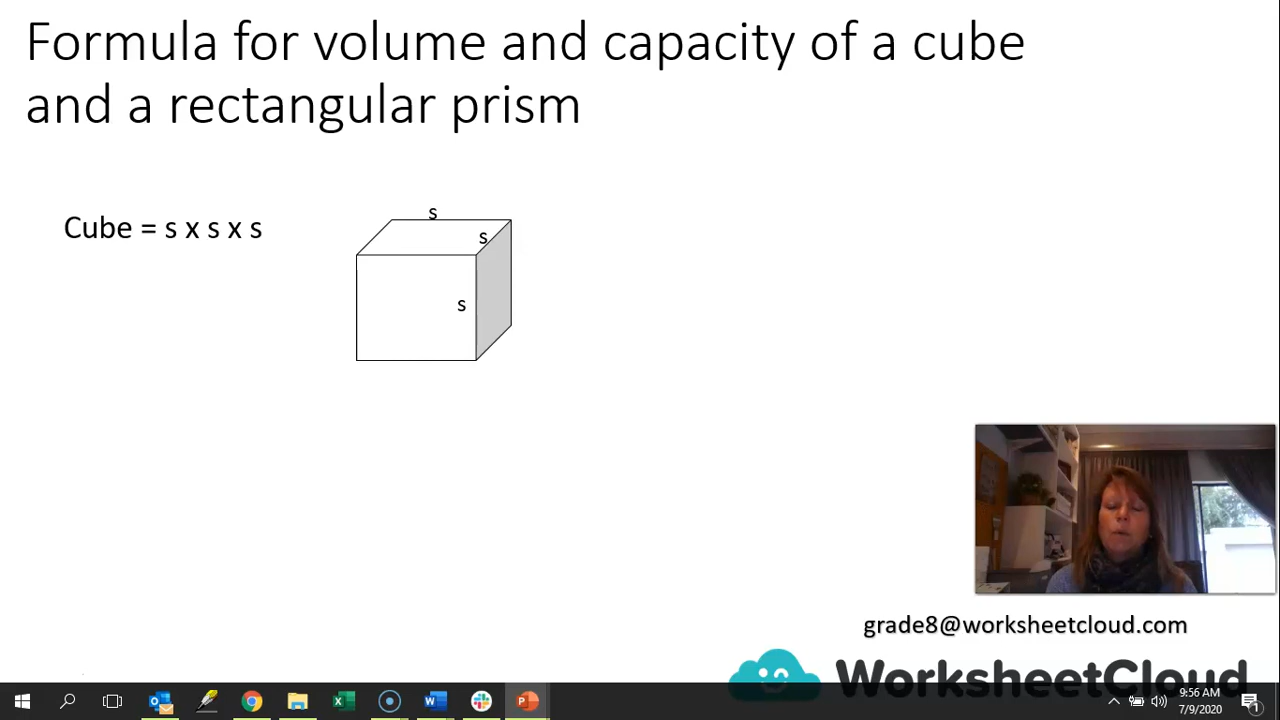 Formula for volume and capacity of a cube
and a rectangular prism
Cube = s x s x s
s
s
s
grade8@worksheetcloud.com
WorksheetCloud
9:56 AM
7/9/2020